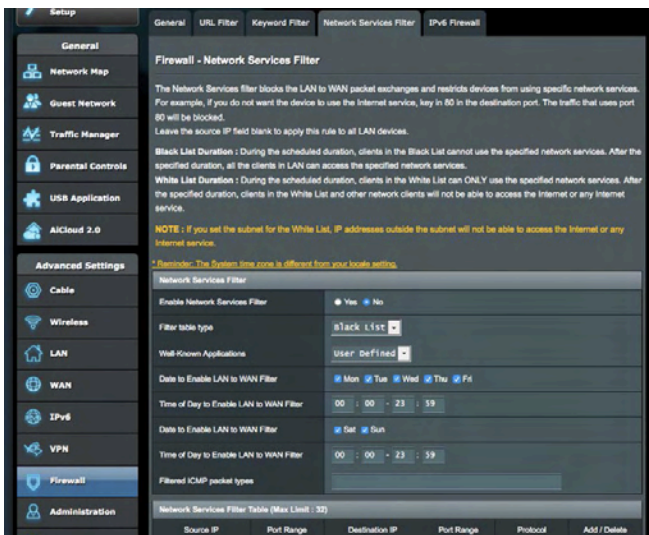 Setup
General
URL Filter
Keyword Filter
Network Services Filter
IPv6 Firewall
General
Network Map
Guest Network
Traffic Manager
Parental Controls
USB Application
AiCloud 2.0
Advanced Settings
Cable
Wireless
LAN
WAN
IPv6
VPN
Firewall
Administration
Firewall - Network Services Filter
The Network Services filter blocks the LAN to WAN packet exchanges and restricts devices from using specific network services.
For example, if you do not want the device to use the Internet service, key in 80 in the destination port. The traffic that uses port
80 will be blocked.
Leave the source IP field blank to apply this rule to all LAN devices.
Black List Duration : During the scheduled duration, clients in the Black List cannot use the specified network services. After the
specified duration, all the clients in LAN can access the specified network services.
White List Duration : During the scheduled duration, clients in the White List can ONLY use the specified network services. After
the specified duration, clients in the White List and other network clients will not be able to access the Internet or any Internet
service.
NOTE : If you set the subnet for the White List, IP addresses outside the subnet will not be able to access the Internet or any
Internet service.
* Reminder: The System time zone is different from your locale setting.
Network Services Filter
Enable Network Services Filter Yes No
Filter table type Black List
Well-Known Applications User Defined
Date to Enable LAN to WAN Filter Mon Tue Wed Thu Fri
Time of Day to Enable LAN to WAN Filter 00 : 00 - 23 : 59
Date to Enable LAN to WAN Filter Sat Sun
Time of Day to Enable LAN to WAN Filter 00 : 00 - 23 : 59
Filtered ICMP packet types
Network Services Filter Table (Max Limit : 32)
Source IP Port Range Destination IP Port Range Protocol Add / Delete